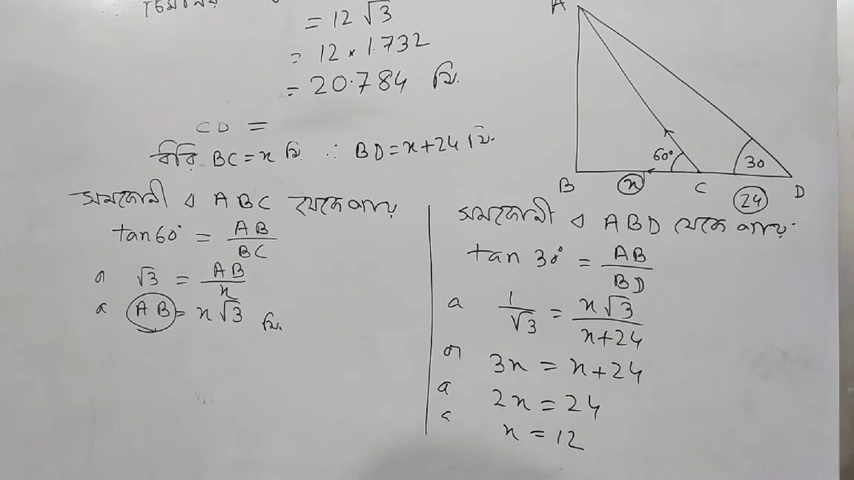 = 12 √3
= 12 × 1.732
= 20.784 মি.
CD =
ধরি BC = x মি ∴ BD = x + 24 মি.
সমকোণী Δ ABC থেকে পাই
tan 60° = AB/BC
বা √3 = AB/x
বা AB = x√3 মি.
A
60°
30
B
x
C
24
D
সমকোণী Δ ABD থেকে পাই
tan 30° = AB/BD
বা 1/√3 = x√3/x+24
বা 3x = x + 24
বা 2x = 24
বা x = 12